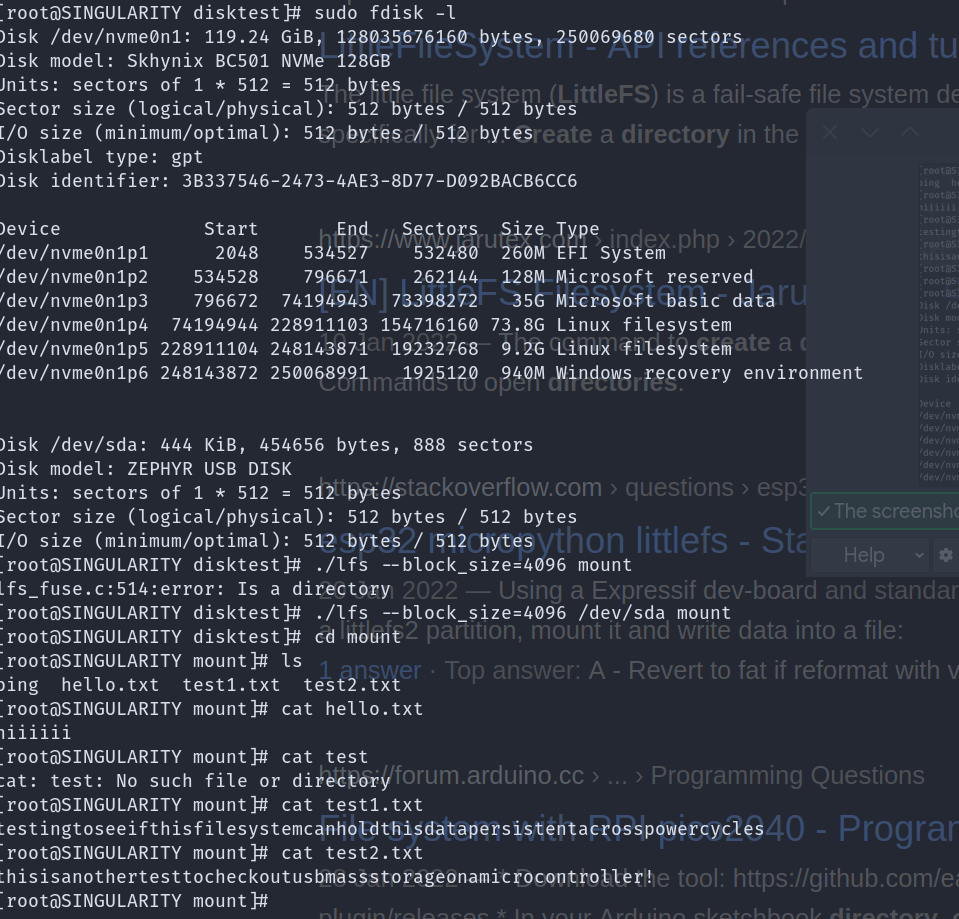 [root@SINGULARITY disktest]# sudo fdisk -l
Disk /dev/nvme0n1: 119.24 GiB, 128035676160 bytes, 250069680 sectors
Disk model: Skhynix BC501 NVMe 128GB
Units: sectors of 1 * 512 = 512 bytes
Sector size (logical/physical): 512 bytes / 512 bytes
I/O size (minimum/optimal): 512 bytes / 512 bytes
Disklabel type: gpt
Disk identifier: 3B337546-2473-4AE3-8D77-D092BACB6CC6
Device Start End Sectors Size Type
/dev/nvme0n1p1 2048 534527 532480 260M EFI System
/dev/nvme0n1p2 534528 796671 262144 128M Microsoft reserved
/dev/nvme0n1p3 796672 74194943 73398272 35G Microsoft basic data
/dev/nvme0n1p4 74194944 228911103 154716160 73.8G Linux filesystem
/dev/nvme0n1p5 228911104 248143871 19232768 9.2G Linux filesystem
/dev/nvme0n1p6 248143872 250068991 1925120 940M Windows recovery environment
Disk /dev/sda: 444 KiB, 454656 bytes, 888 sectors
Disk model: ZEPHYR USB DISK
Units: sectors of 1 * 512 = 512 bytes
Sector size (logical/physical): 512 bytes / 512 bytes
I/O size (minimum/optimal): 512 bytes / 512 bytes
[root@SINGULARITY disktest]# ./lfs --block_size=4096 mount
lfs_fuse.c:514:error: Is a directory
[root@SINGULARITY disktest]# ./lfs --block_size=4096 /dev/sda mount
[root@SINGULARITY disktest]# cd mount
[root@SINGULARITY mount]# ls
bing hello.txt test1.txt test2.txt
[root@SINGULARITY mount]# cat hello.txt
hiiiiii
[root@SINGULARITY mount]# cat test
cat: test: No such file or directory
[root@SINGULARITY mount]# cat test1.txt
testingtoseeifthisfilesystemcanholdthisdatapersistentacrosspowercycles
[root@SINGULARITY mount]# cat test2.txt
thisisanothertesttocheckoutusbmassstorageonamicrocontroller!
[root@SINGULARITY mount]#
LittleFileSystem - API references and tu
The little file system (LittleFS) is a fail-safe file system de
specifically for ... Create a directory in the
https://www.jarutex.com › index.php › 2022/
[EN] LittleFS Filesystem - Jaru
10 Jan 2022 — The command to create a d
Commands to open directories.
https://stackoverflow.com › questions › esp3
esp32 micropython littlefs - Sta
Jan 2022 — Using a Expressif dev-board and standar
littlefs2 partition, mount it and write data into a file:
1 answer · Top answer: A - Revert to fat if reformat with v
https://forum.arduino.cc › ... › Programming Questions
File system with RPI pico2040 - Program
Jan 2022 — * Download the tool: https://github.com/ea
plugin/releases * In your Arduino sketchbook directory,
The screensho
Help